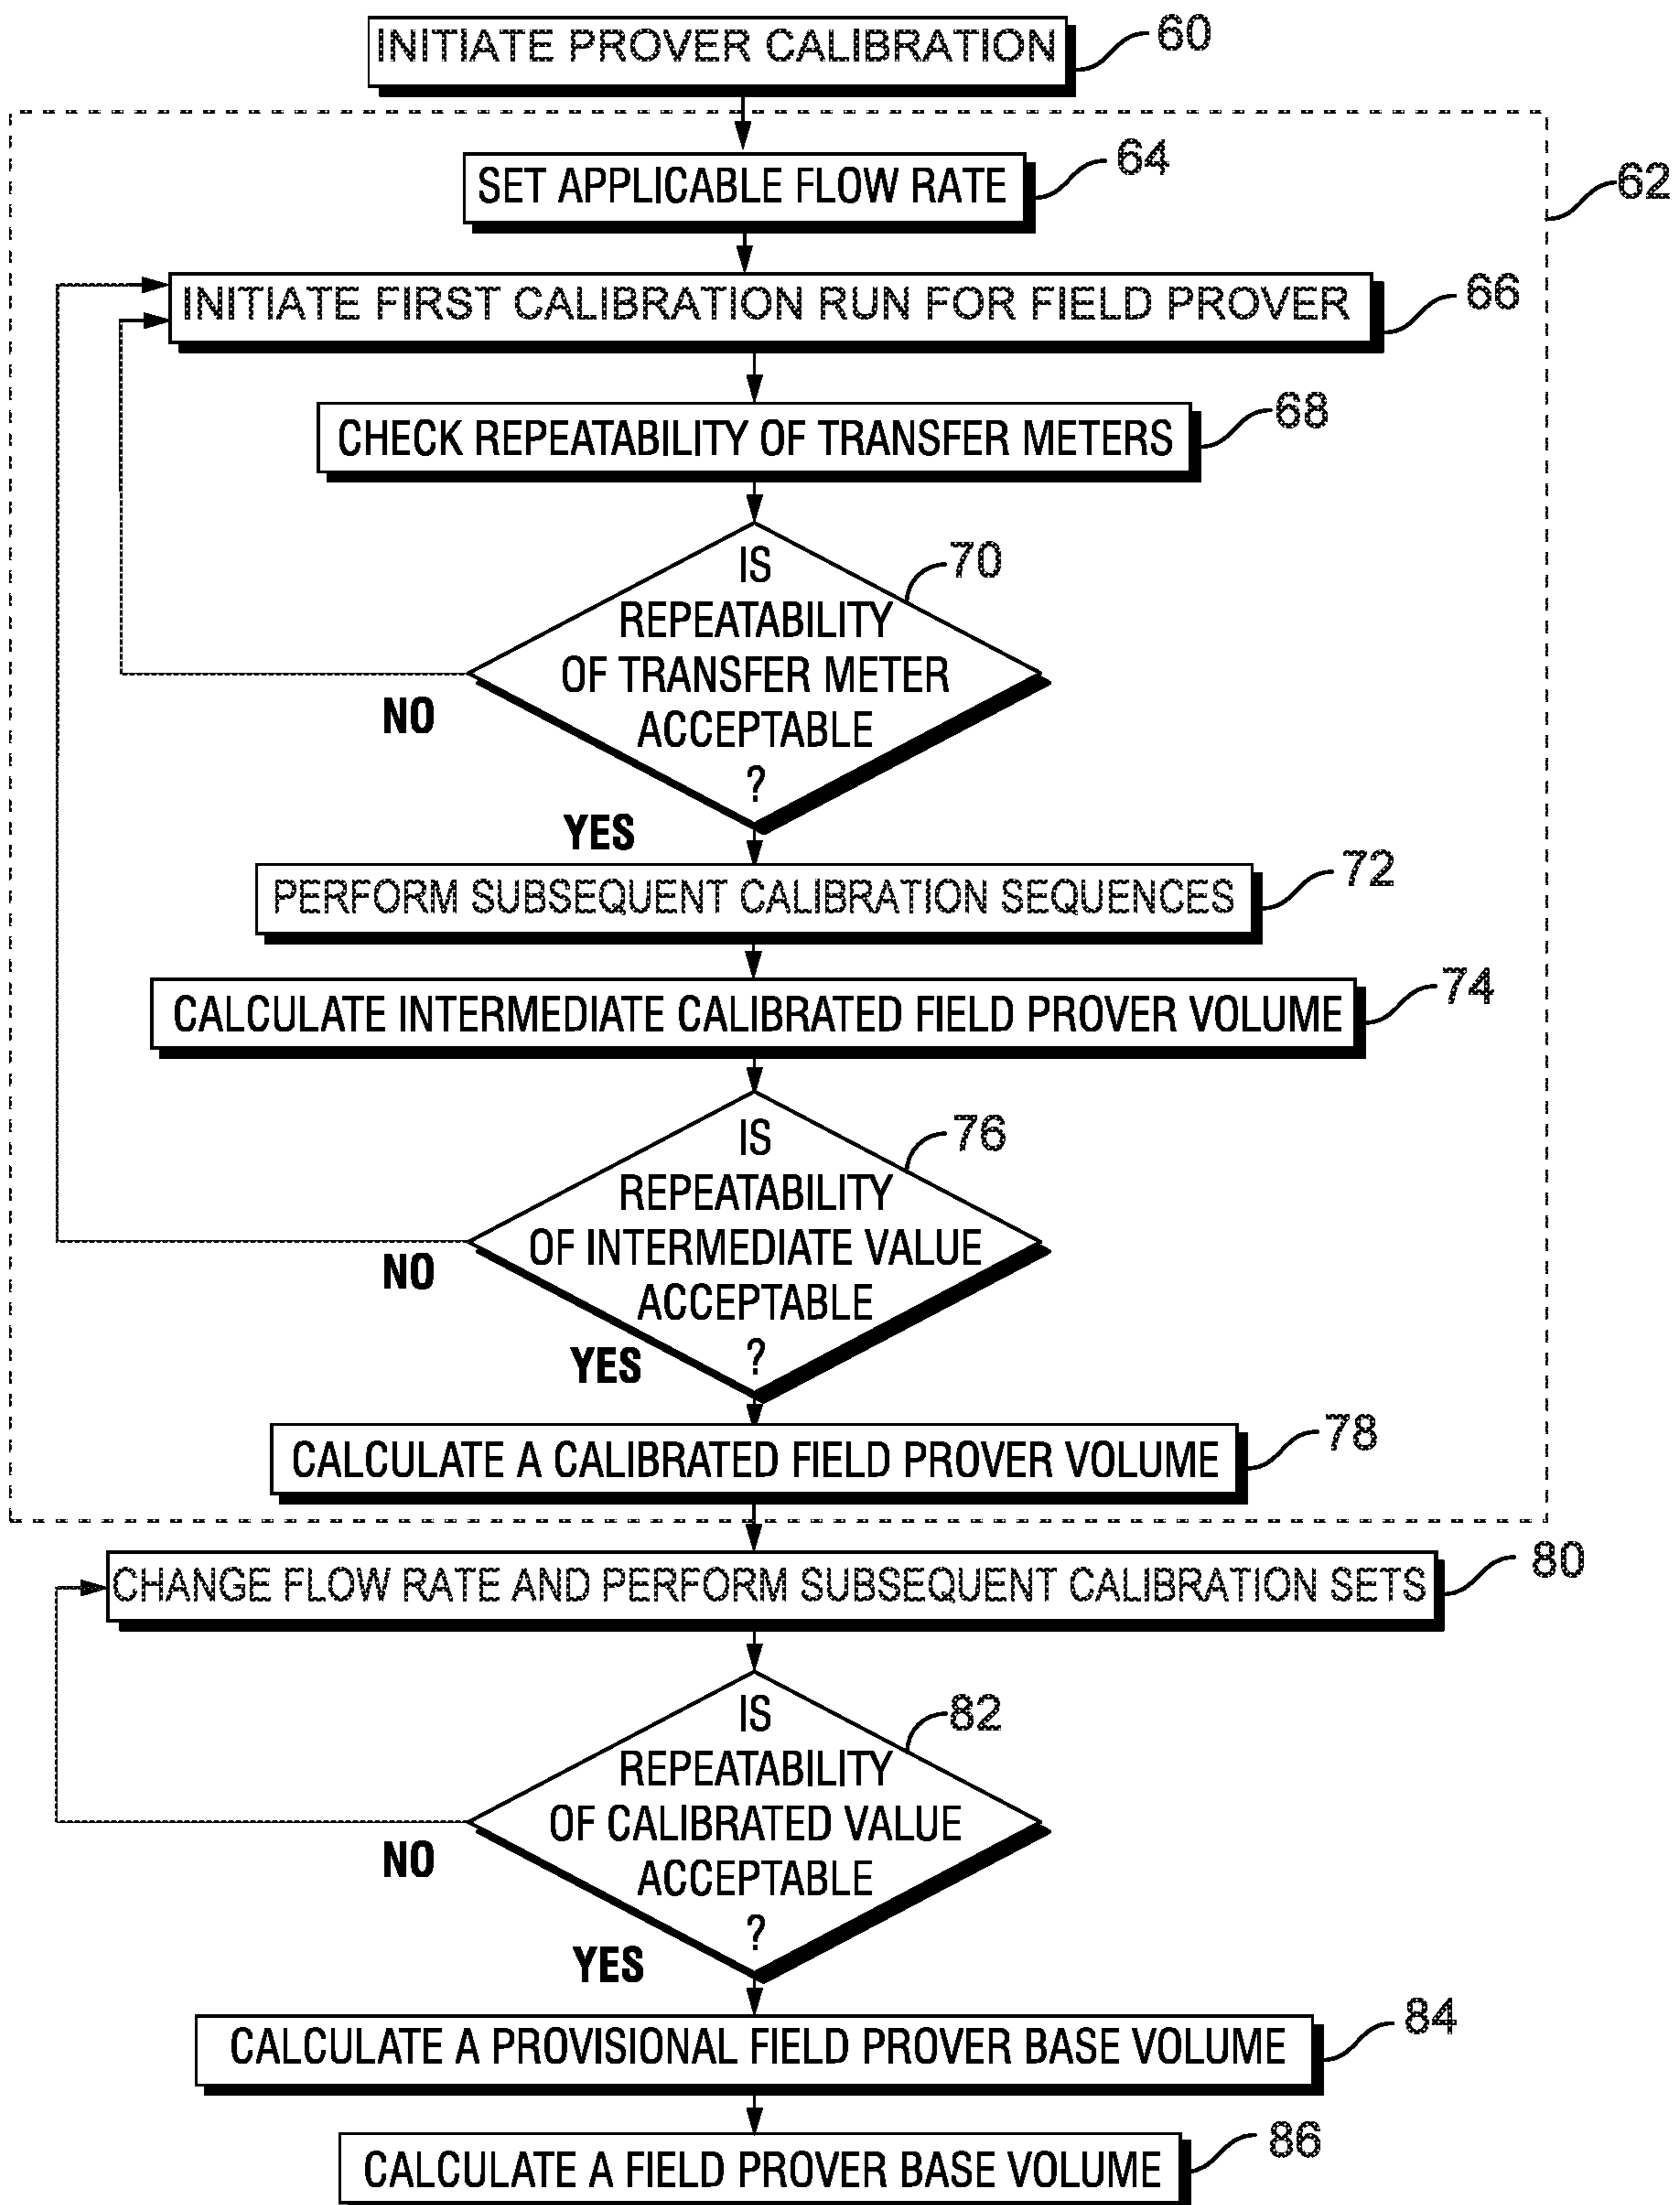 INITIATE PROVER CALIBRATION
60
SET APPLICABLE FLOW RATE
64
62
INITIATE FIRST CALIBRATION RUN FOR FIELD PROVER
66
CHECK REPEATABILITY OF TRANSFER METERS
68
IS
REPEATABILITY
OF TRANSFER METER
ACCEPTABLE
?
70
NO
YES
PERFORM SUBSEQUENT CALIBRATION SEQUENCES
72
CALCULATE INTERMEDIATE CALIBRATED FIELD PROVER VOLUME
74
IS
REPEATABILITY
OF INTERMEDIATE VALUE
ACCEPTABLE
?
76
NO
YES
CALCULATE A CALIBRATED FIELD PROVER VOLUME
78
CHANGE FLOW RATE AND PERFORM SUBSEQUENT CALIBRATION SETS
80
IS
REPEATABILITY
OF CALIBRATED VALUE
ACCEPTABLE
?
82
NO
YES
CALCULATE A PROVISIONAL FIELD PROVER BASE VOLUME
84
CALCULATE A FIELD PROVER BASE VOLUME
86